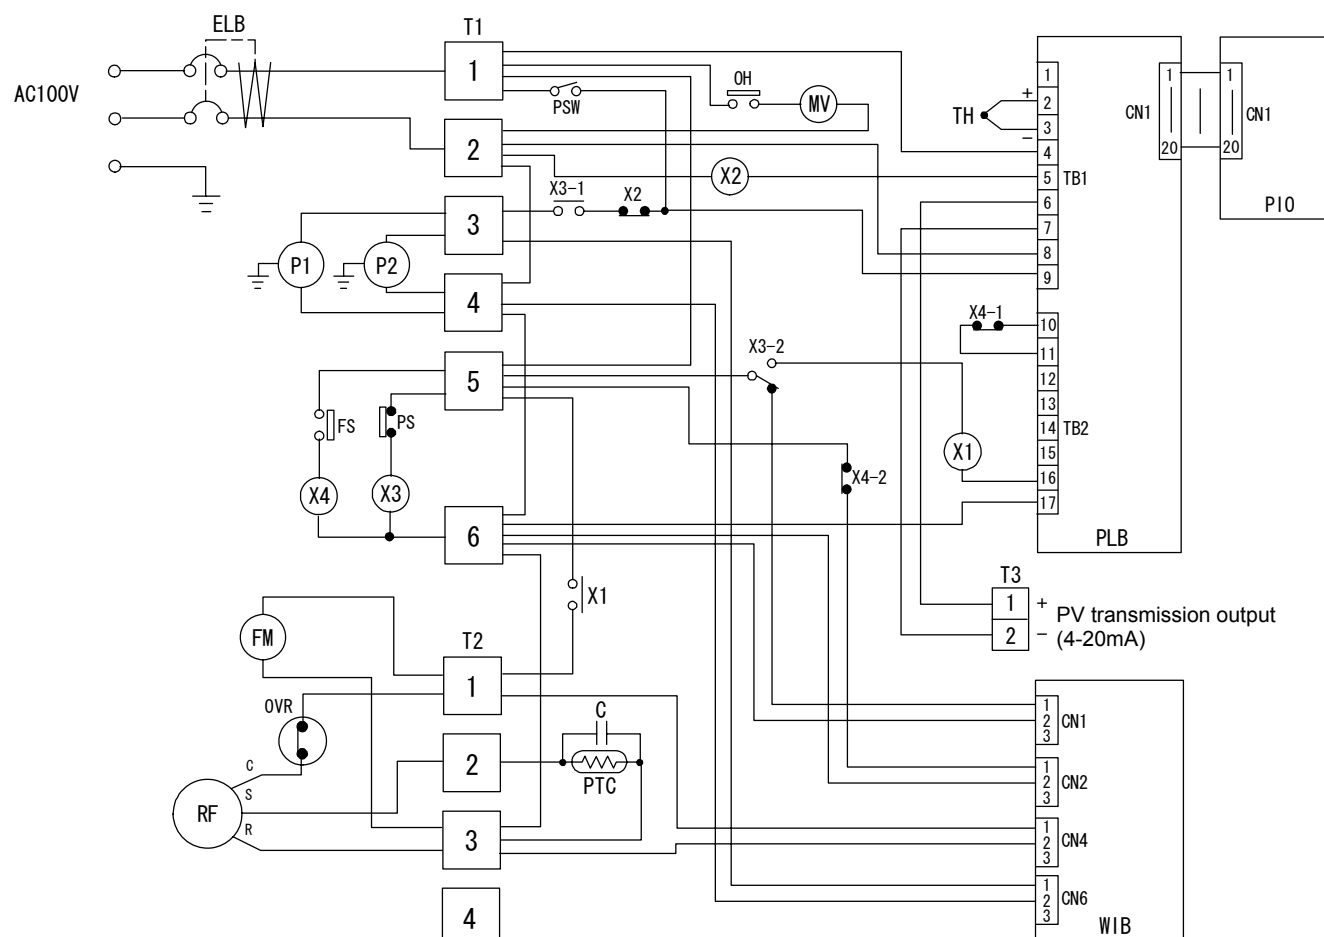 ELB
AC100V
T1
1
2
3
4
5
6
PSW
OH
MV
X3-1
X2
X2
P1
P2
FS
PS
X4
X3
X3-2
X4-2
X1
X1
TH
+
−
1
2
3
4
5
6
7
8
9
TB1
X4-1
10
11
12
13
14
15
16
17
TB2
PLB
CN1
1
20
1
20
CN1
PIO
T3
1
2
+
−
PV transmission output
(4-20mA)
FM
OVR
C
S
R
RF
T2
1
2
3
4
C
PTC
1
2
3
CN1
1
2
3
CN2
1
2
3
CN4
1
2
3
CN6
WIB